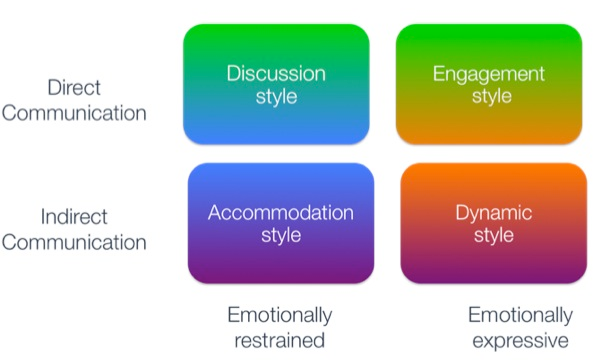 Direct
Communication
Discussion
style
Engagement
style
Indirect
Communication
Accommodation
style
Dynamic
style
Emotionally
restrained
Emotionally
expressive